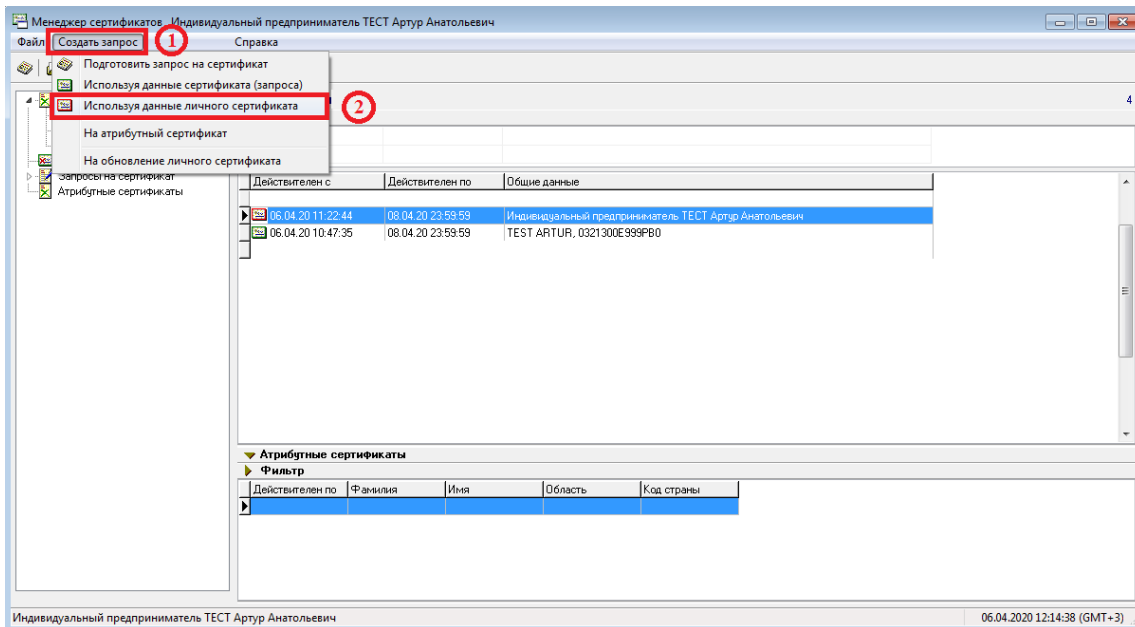 Менеджер сертификатов - Индивидуальный предприниматель ТЕСТ Артур Анатольевич
Файл Создать запрос 1 Справка
Подготовить запрос на сертификат
Используя данные сертификата (запроса)
Используя данные личного сертификата 2
4
На атрибутный сертификат
На обновление личного сертификата
Запросы на сертификат
Атрибутные сертификаты
Действителен с Действителен по Общие данные
06.04.20 11:22:44 08.04.20 23:59:59 Индивидуальный предприниматель ТЕСТ Артур Анатольевич
06.04.20 10:47:35 08.04.20 23:59:59 TEST ARTUR, 0321300E999PB0
Атрибутные сертификаты
Фильтр
Действителен по Фамилия Имя Область Код страны
Индивидуальный предприниматель ТЕСТ Артур Анатольевич 06.04.2020 12:14:38 (GMT+3)